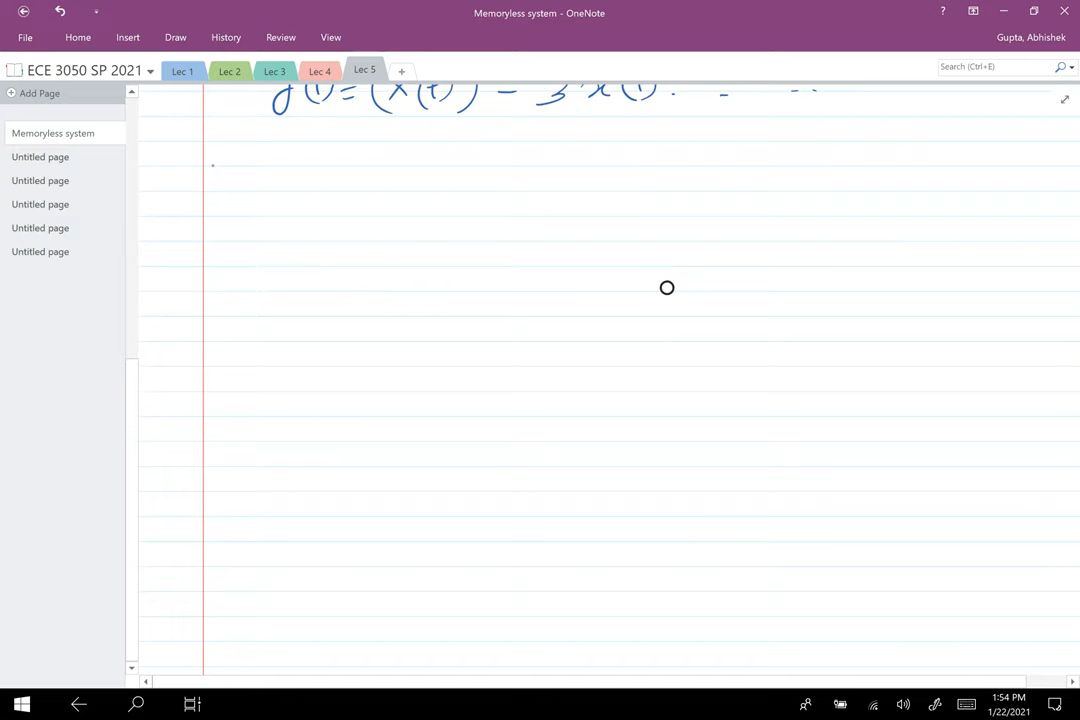 Memoryless system - OneNote
File Home Insert Draw History Review View
Gupta, Abhishek
ECE 3050 SP 2021
Lec 1 Lec 2 Lec 3 Lec 4 Lec 5
Search (Ctrl+E)
Add Page
Memoryless system
Untitled page
Untitled page
Untitled page
Untitled page
Untitled page
1:54 PM
1/22/2021